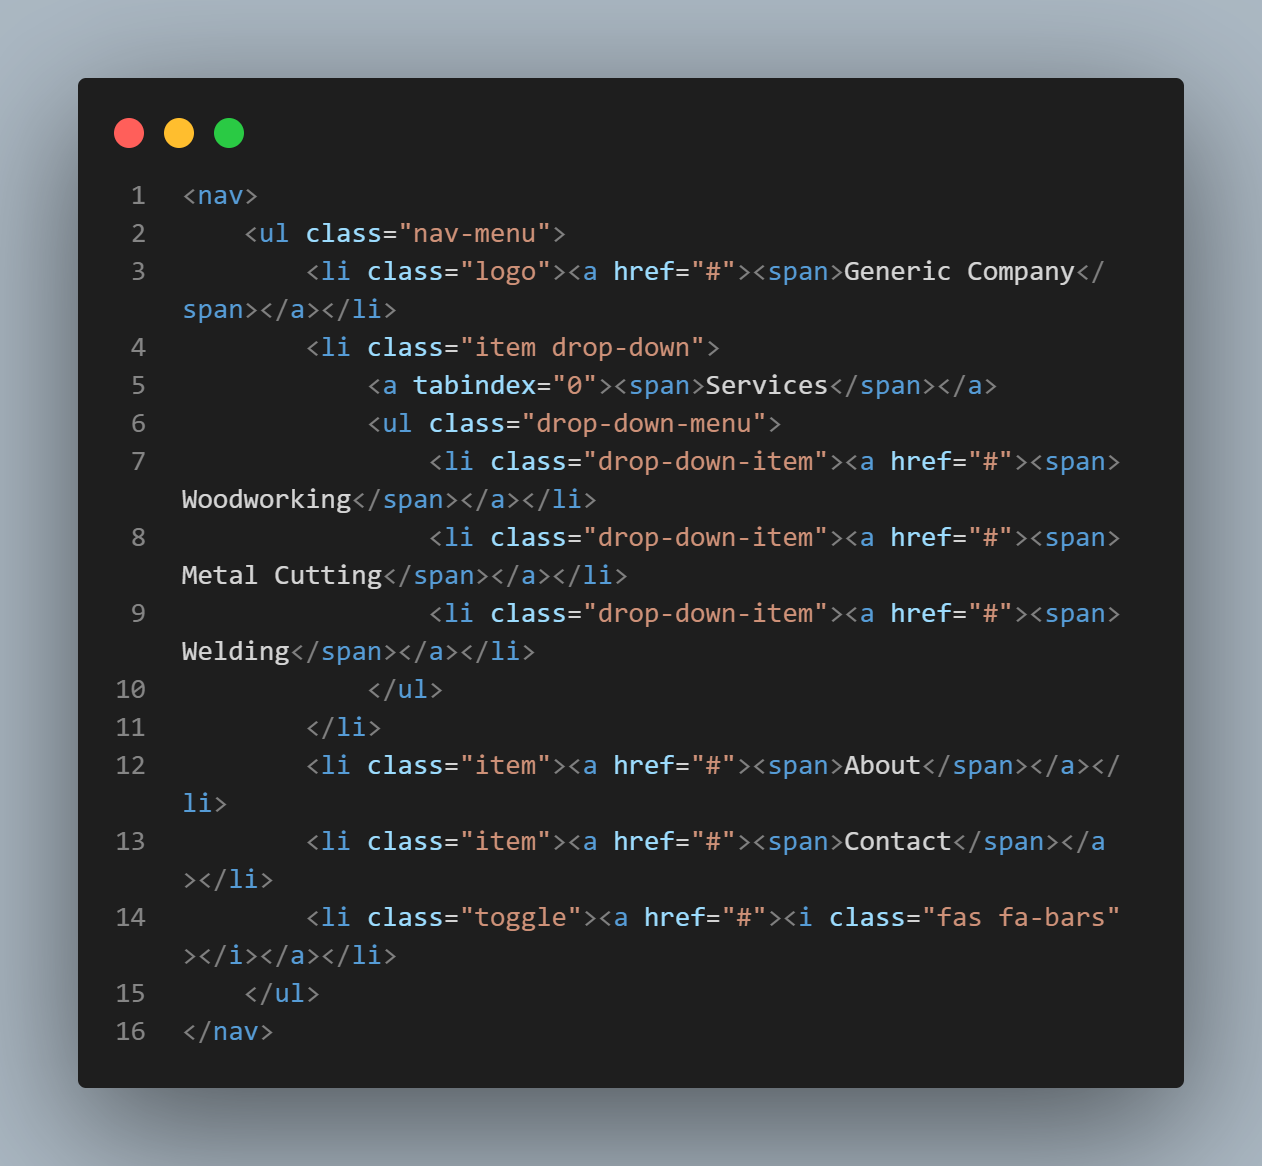 1 <nav>
2     <ul class="nav-menu">
3         <li class="logo"><a href="#"><span>Generic Company</
span></a></li>
4         <li class="item drop-down">
5             <a tabindex="0"><span>Services</span></a>
6             <ul class="drop-down-menu">
7                 <li class="drop-down-item"><a href="#"><span>
Woodworking</span></a></li>
8                 <li class="drop-down-item"><a href="#"><span>
Metal Cutting</span></a></li>
9                 <li class="drop-down-item"><a href="#"><span>
Welding</span></a></li>
10             </ul>
11         </li>
12         <li class="item"><a href="#"><span>About</span></a></
li>
13         <li class="item"><a href="#"><span>Contact</span></a
></li>
14         <li class="toggle"><a href="#"><i class="fas fa-bars"
></i></a></li>
15     </ul>
16 </nav>